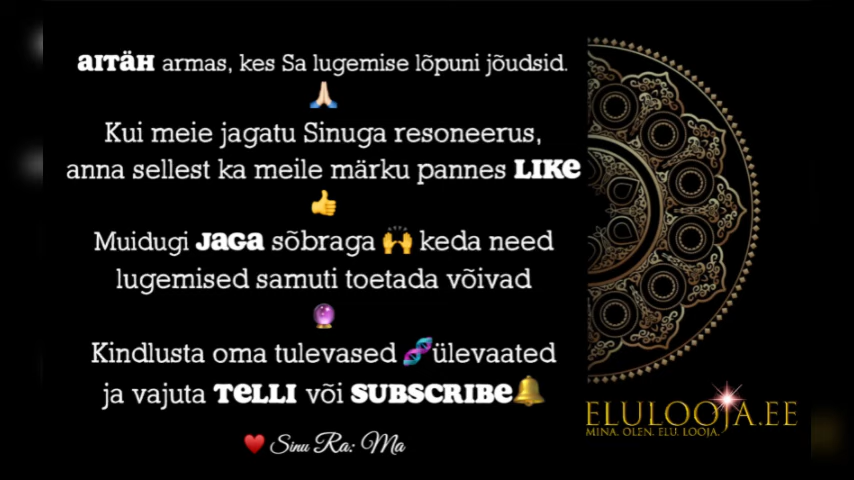 AITÄH armas, kes Sa lugemise lõpuni jõudsid.
🙏🏻
Kui meie jagatu Sinuga resoneerus,
anna sellest ka meile märku pannes LIKE
👍
Muidugi JAGA sõbraga 🙌 keda need
lugemised samuti toetada võivad
🔮
Kindlusta oma tulevased 🧬ülevaated
ja vajuta TELLI või SUBSCRIBE🔔
❤️ Sinu Ra: Ma
ELULOOJA.EE
MINA. OLEN. ELU. LOOJA.